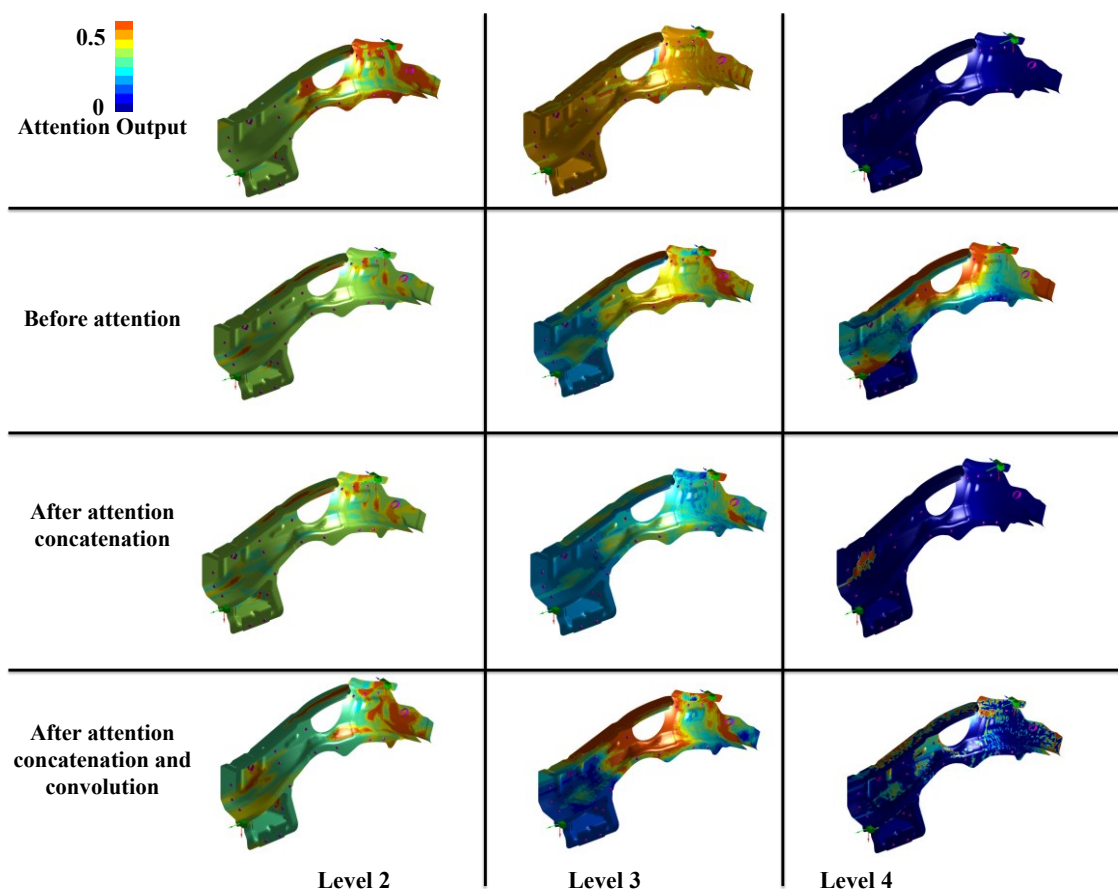 0.5
0
Attention Output
Before attention
After attention
concatenation
After attention
concatenation and
convolution
Level 2
Level 3
Level 4